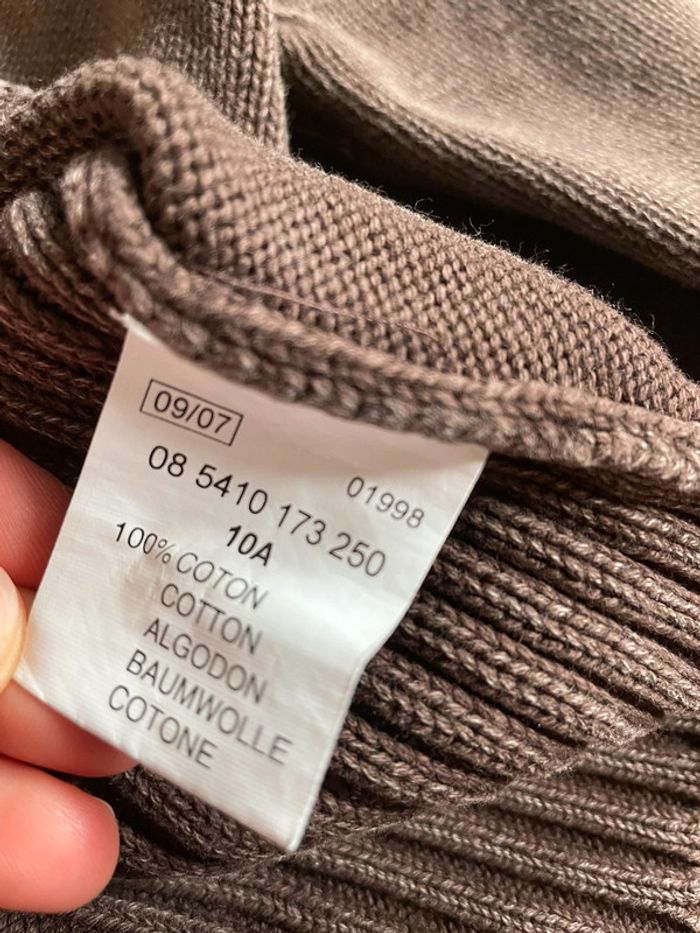 09/07
01998
08 5410 173 250
10A
100% COTON
COTTON
ALGODON
BAUMWOLLE
COTONE